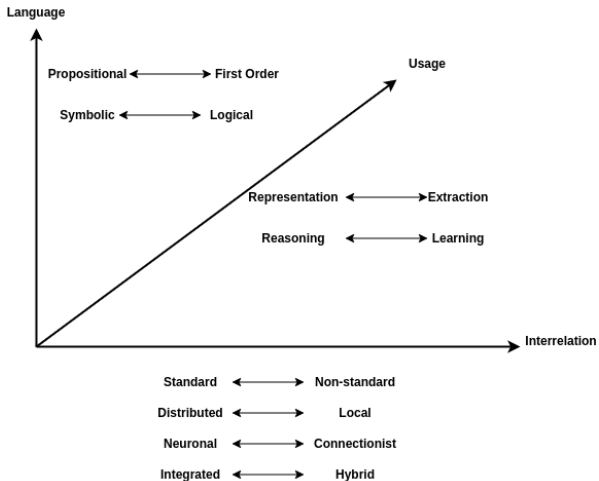 Language
Usage
Propositional First Order
Symbolic Logical
Representation Extraction
Reasoning Learning
Interrelation
Standard Non-standard
Distributed Local
Neuronal Connectionist
Integrated Hybrid